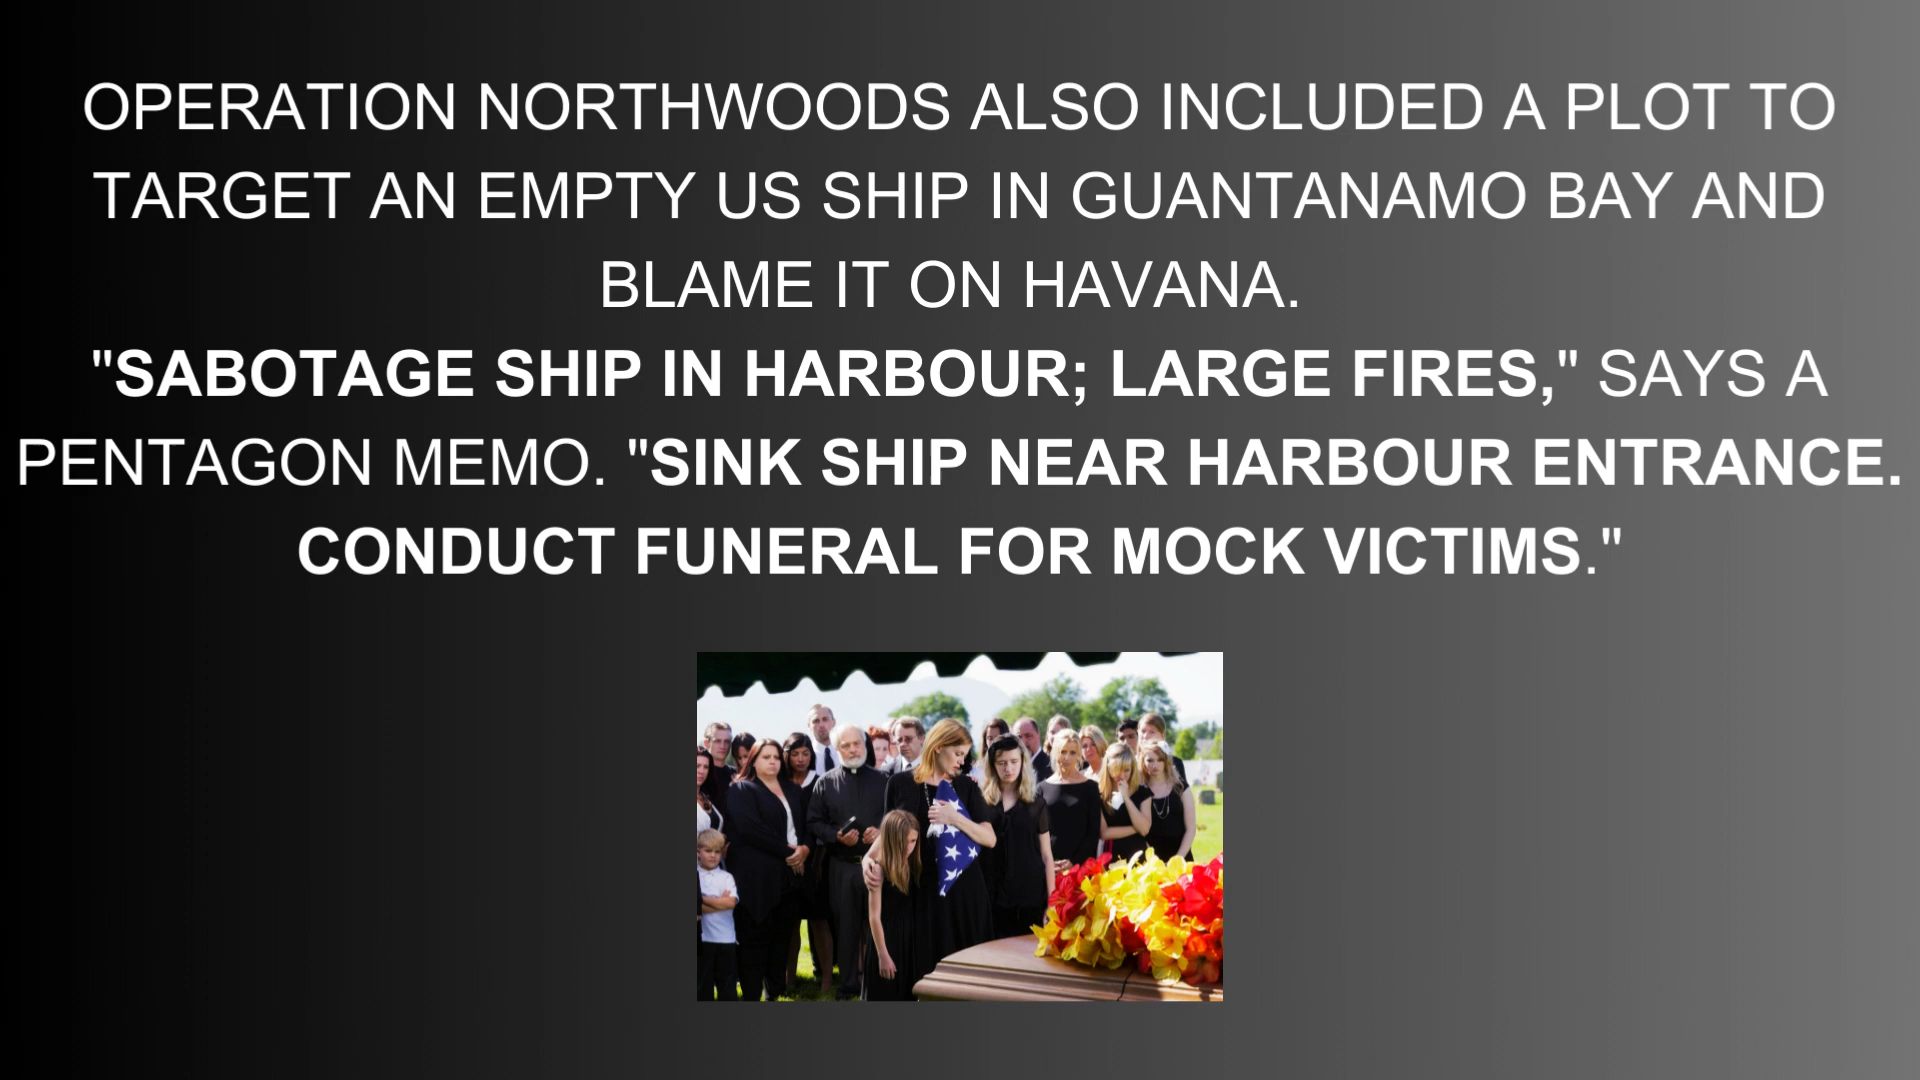 OPERATION NORTHWOODS ALSO INCLUDED A PLOT TO
TARGET AN EMPTY US SHIP IN GUANTANAMO BAY AND
BLAME IT ON HAVANA.
"SABOTAGE SHIP IN HARBOUR; LARGE FIRES," SAYS A
PENTAGON MEMO. "SINK SHIP NEAR HARBOUR ENTRANCE.
CONDUCT FUNERAL FOR MOCK VICTIMS."